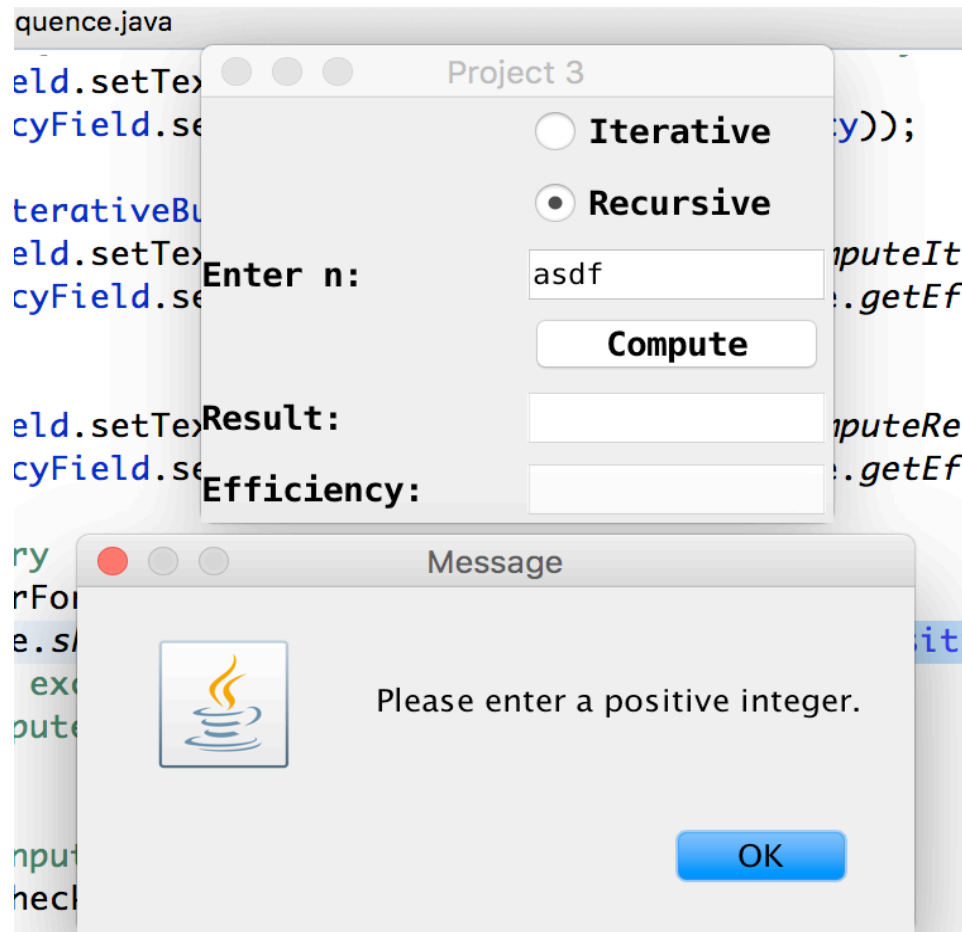 quence.java
Project 3
eld.setTex
cyField.se
y));
Iterative
terativeBu
Recursive
eld.setTex
mputeIt
Enter n:
asdf
cyField.se
.getEf
Compute
eld.setTex
Result:
mputeRe
cyField.se
.getEf
Efficiency:
ry
Message
rFor
e.sh
sit
exc
Please enter a positive integer.
pute
OK
nput
heck